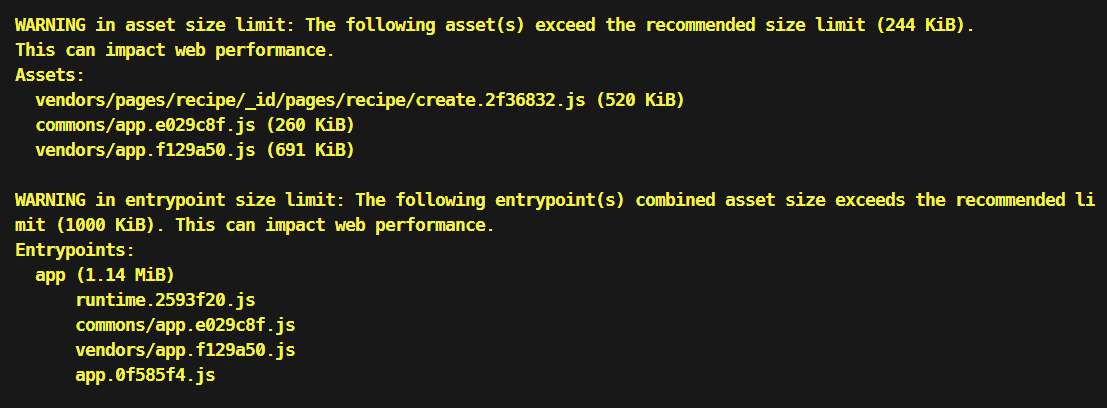 WARNING in asset size limit: The following asset(s) exceed the recommended size limit (244 KiB).
This can impact web performance.
Assets:
  vendors/pages/recipe/_id/pages/recipe/create.2f36832.js (520 KiB)
  commons/app.e029c8f.js (260 KiB)
  vendors/app.f129a50.js (691 KiB)

WARNING in entrypoint size limit: The following entrypoint(s) combined asset size exceeds the recommended li
mit (1000 KiB). This can impact web performance.
Entrypoints:
  app (1.14 MiB)
      runtime.2593f20.js
      commons/app.e029c8f.js
      vendors/app.f129a50.js
      app.0f585f4.js